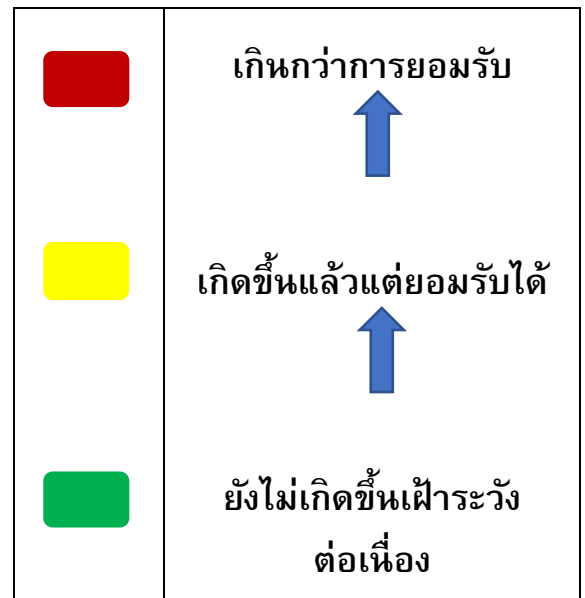 เกินกว่าการยอมรับ
เกิดขึ้นแล้วแต่ยอมรับได้
ยังไม่เกิดขึ้นเฝ้าระวัง
ต่อเนื่อง